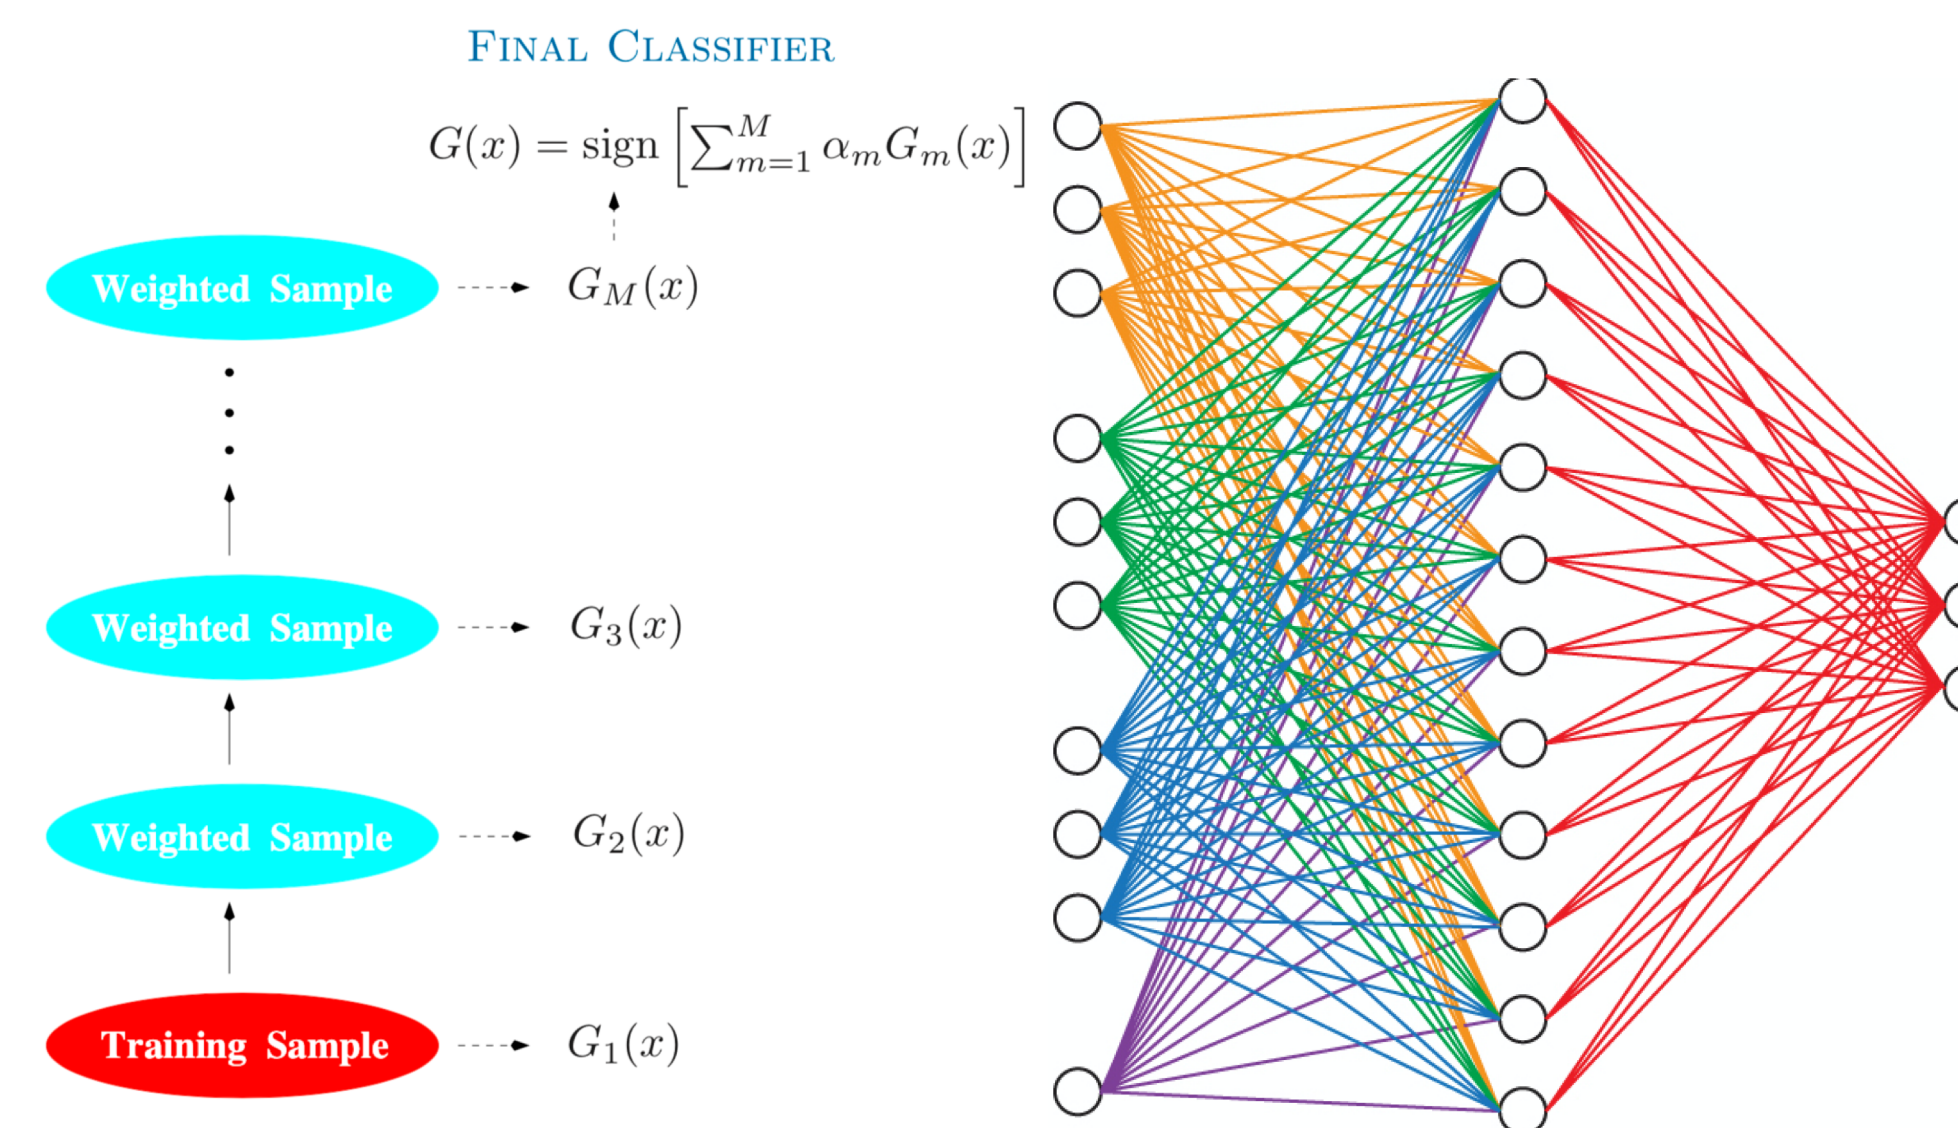 FINAL CLASSIFIER
G(x) = sign [∑_{m=1}^{M} α_m G_m(x)]
Weighted Sample
G_M(x)
Weighted Sample
G_3(x)
Weighted Sample
G_2(x)
Training Sample
G_1(x)